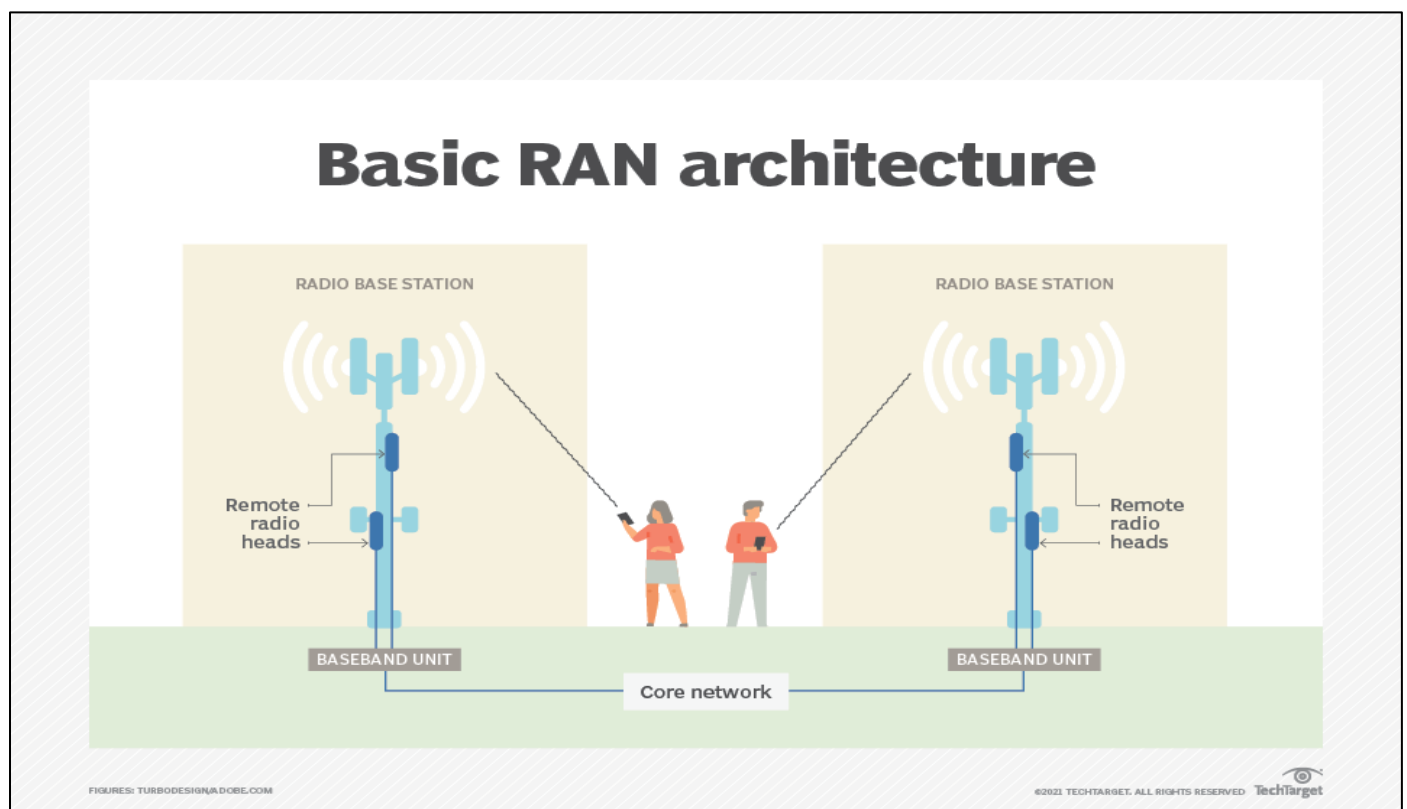 Basic RAN architecture
RADIO BASE STATION
RADIO BASE STATION
Remote
radio
heads
Remote
radio
heads
BASEBAND UNIT
BASEBAND UNIT
Core network
FIGURES: TURBODESIGN/ADOBE.COM
©2021 TECHTARGET. ALL RIGHTS RESERVED TechTarget